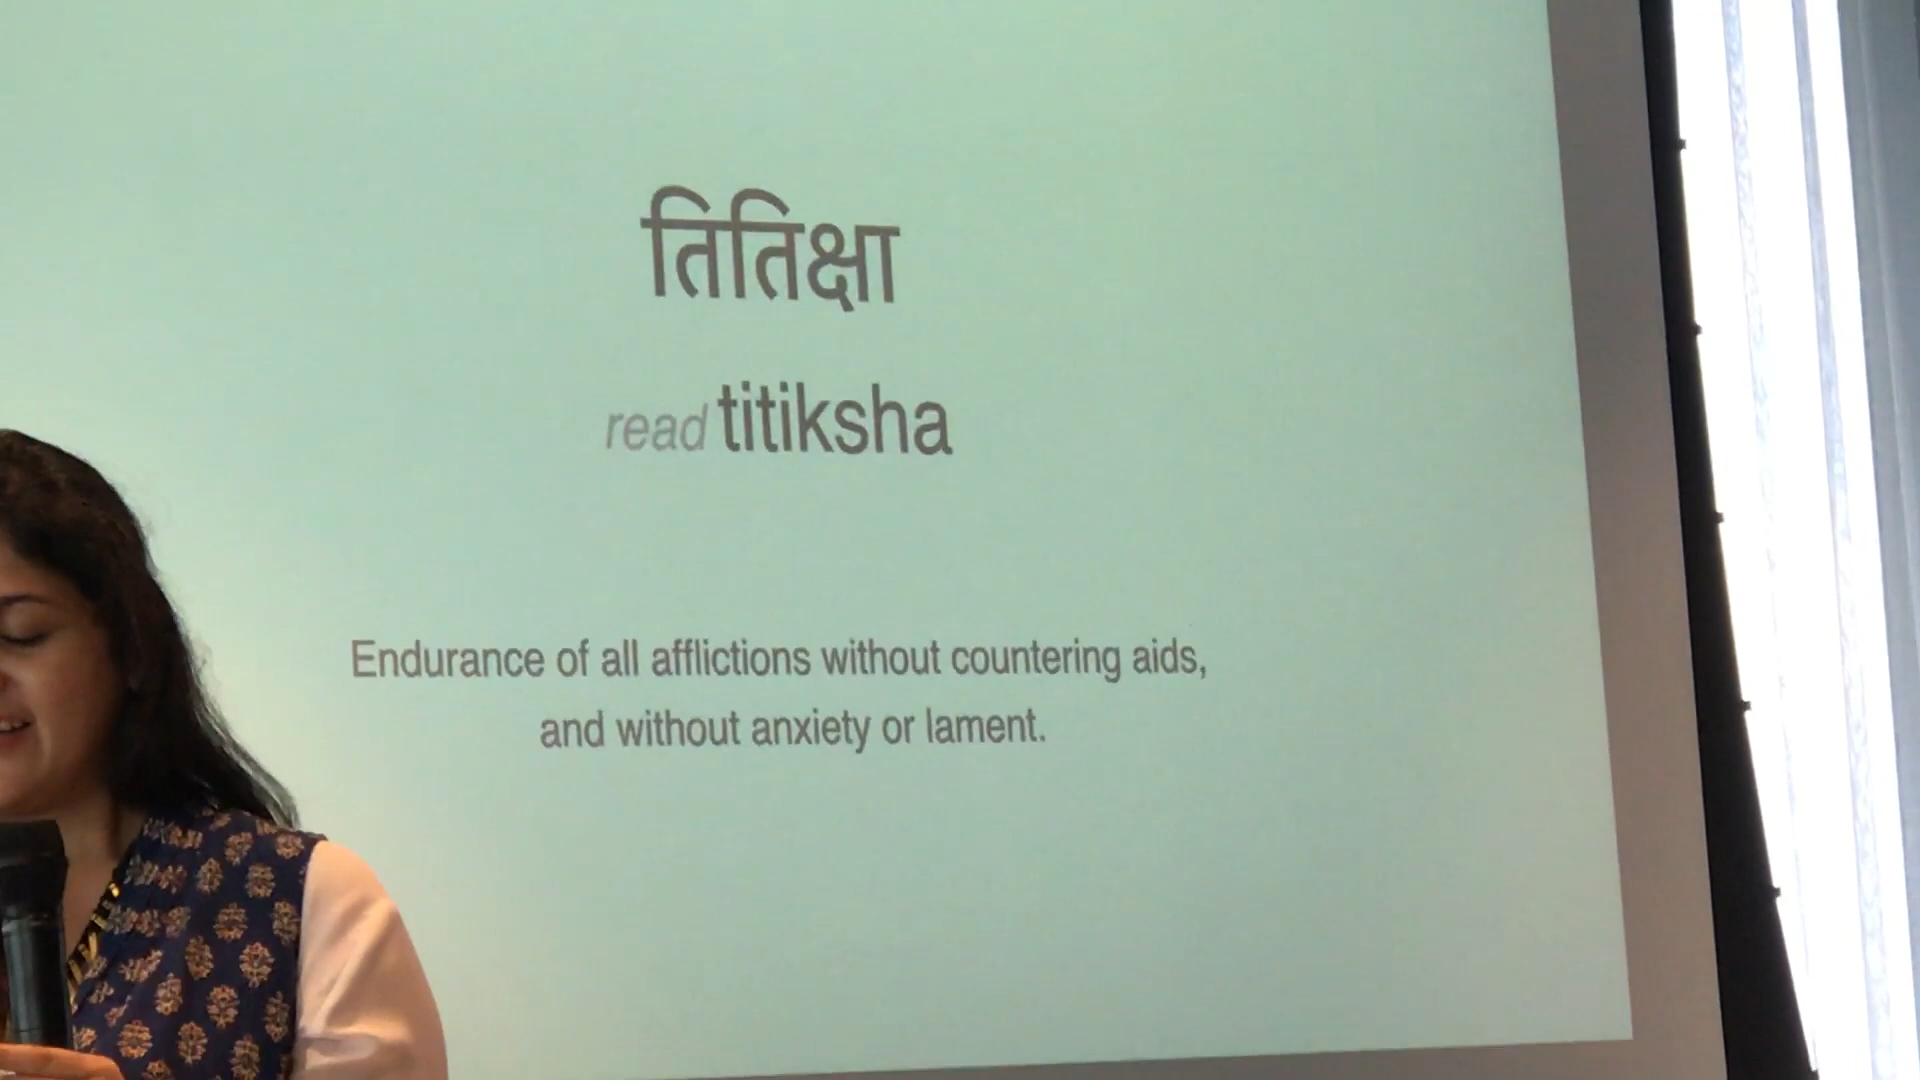 तितिक्षा
read titiksha
Endurance of all afflictions without countering aids,
and without anxiety or lament.